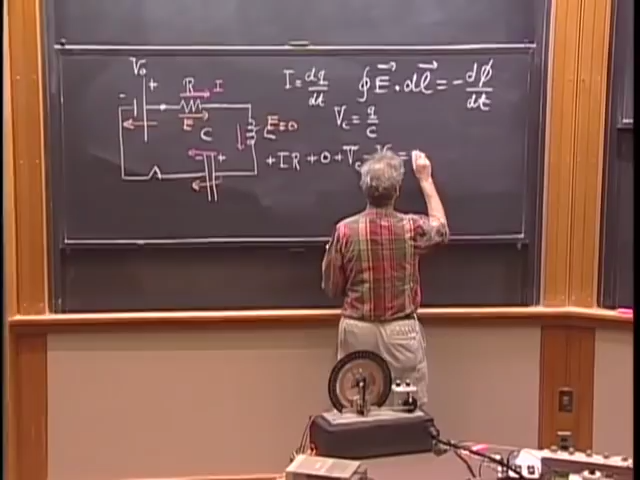 V₀
- +
R I
E
C
L E=0
+
I = dq/dt
∮ E⃗ · dl⃗ = - dφ/dt
V_C = q/C
+IR + 0 + V_C